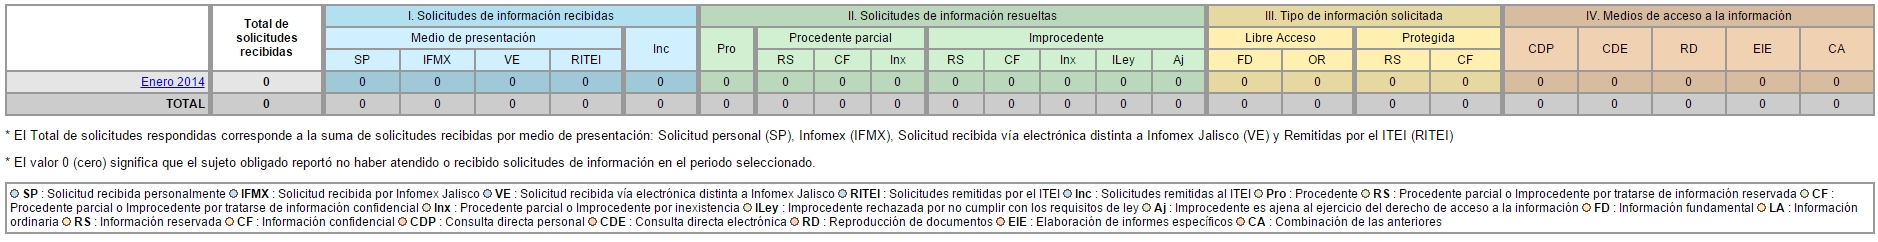 Total de solicitudes recibidas
I. Solicitudes de información recibidas
II. Solicitudes de información resueltas
III. Tipo de información solicitada
IV. Medios de acceso a la información
Medio de presentación
Inc
Pro
Procedente parcial
Improcedente
Libre Acceso
Protegida
CDP
CDE
RD
EIE
CA
SP IFMX VE RITEI RS CF Inx RS CF Inx ILey Aj FD OR RS CF
Enero 2014 0 0 0 0 0 0 0 0 0 0 0 0 0 0 0 0 0 0 0 0 0 0 0 0
TOTAL 0 0 0 0 0 0 0 0 0 0 0 0 0 0 0 0 0 0 0 0 0 0 0 0
* El Total de solicitudes respondidas corresponde a la suma de solicitudes recibidas por medio de presentación: Solicitud personal (SP), Infomex (IFMX), Solicitud recibida vía electrónica distinta a Infomex Jalisco (VE) y Remitidas por el ITEI (RITEI)
* El valor 0 (cero) significa que el sujeto obligado reportó no haber atendido o recibido solicitudes de información en el periodo seleccionado.
SP : Solicitud recibida personalmente IFMX : Solicitud recibida por Infomex Jalisco VE : Solicitud recibida vía electrónica distinta a Infomex Jalisco RITEI : Solicitudes remitidas por el ITEI Inc : Solicitudes remitidas al ITEI Pro : Procedente RS : Procedente parcial o Improcedente por tratarse de información reservada CF :
Procedente parcial o Improcedente por tratarse de información confidencial Inx : Procedente parcial o Improcedente por inexistencia ILey : Improcedente rechazada por no cumplir con los requisitos de ley Aj : Improcedente es ajena al ejercicio del derecho de acceso a la información FD : Información fundamental LA : Información
ordinaria RS : Información reservada CF : Información confidencial CDP : Consulta directa personal CDE : Consulta directa electrónica RD : Reproducción de documentos EIE : Elaboración de informes específicos CA : Combinación de las anteriores